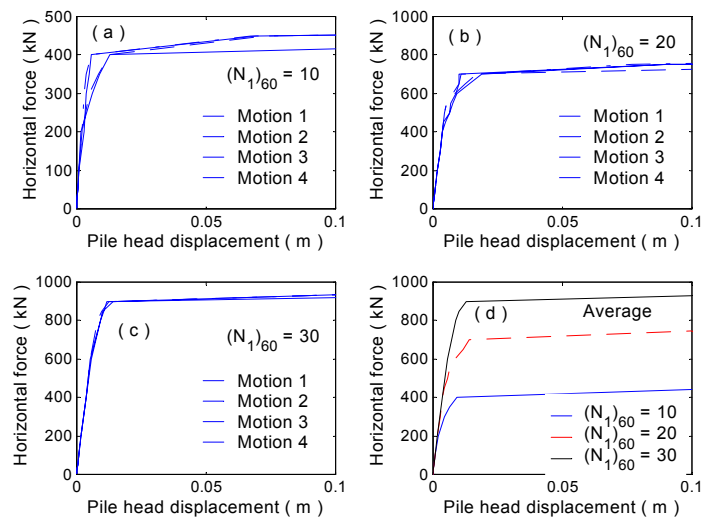 500
450
400
350
300
250
200
150
100
50
0
Horizontal force ( kN )
( a )
(N1)60 = 10
Motion 1
Motion 2
Motion 3
Motion 4
0
0.05
0.1
Pile head displacement ( m )
1000
800
600
400
200
0
Horizontal force ( kN )
( b )
(N1)60 = 20
Motion 1
Motion 2
Motion 3
Motion 4
0
0.05
0.1
Pile head displacement ( m )
1000
800
600
400
200
0
Horizontal force ( kN )
( c )
(N1)60 = 30
Motion 1
Motion 2
Motion 3
Motion 4
0
0.05
0.1
Pile head displacement ( m )
1000
800
600
400
200
0
Horizontal force ( kN )
( d )
Average
(N1)60 = 10
(N1)60 = 20
(N1)60 = 30
0
0.05
0.1
Pile head displacement ( m )